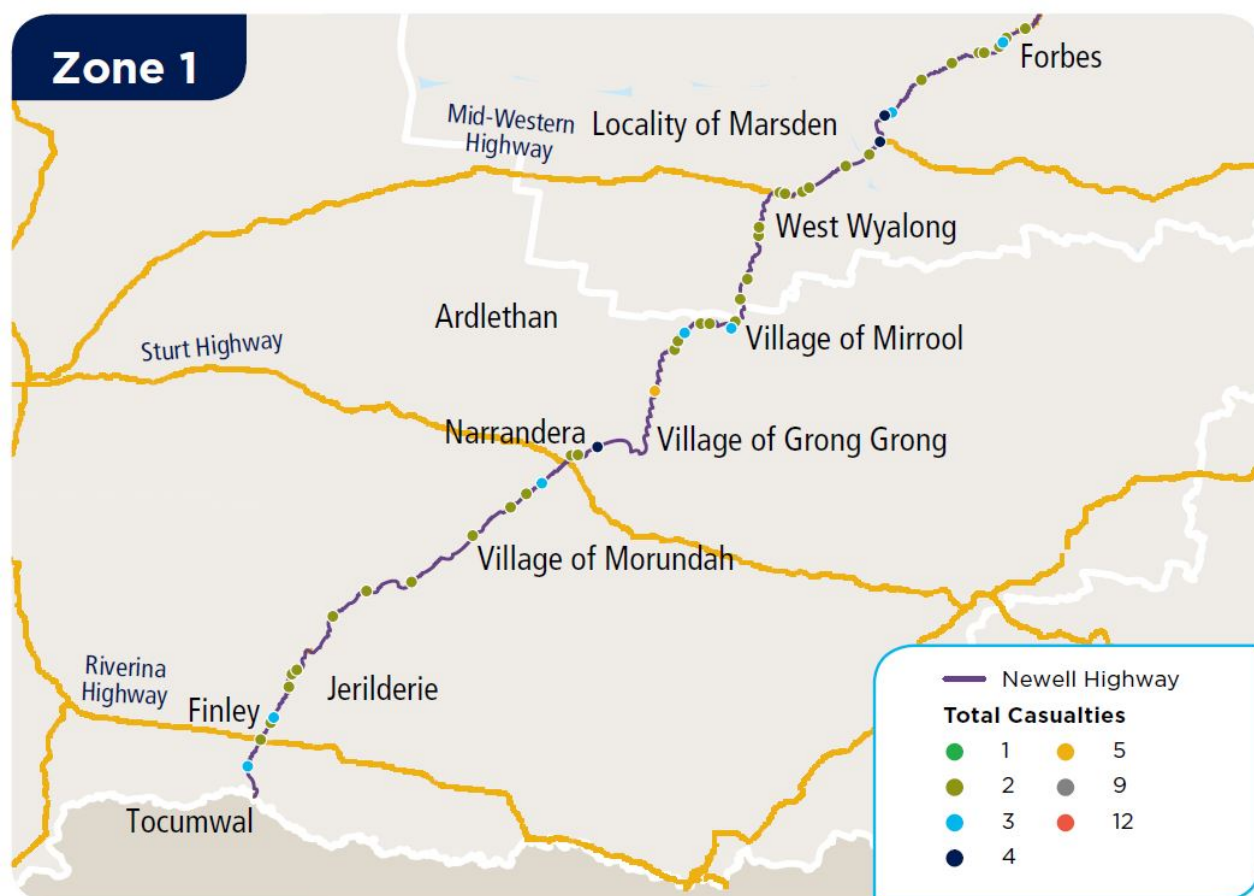 Zone 1
Forbes
Mid-Western
Highway
Locality of Marsden
West Wyalong
Ardlethan
Sturt Highway
Village of Mirrool
Narrandera
Village of Grong Grong
Village of Morundah
Riverina
Highway
Jerilderie
Finley
Tocumwal
Newell Highway
Total Casualties
1 5
2 9
3 12
4